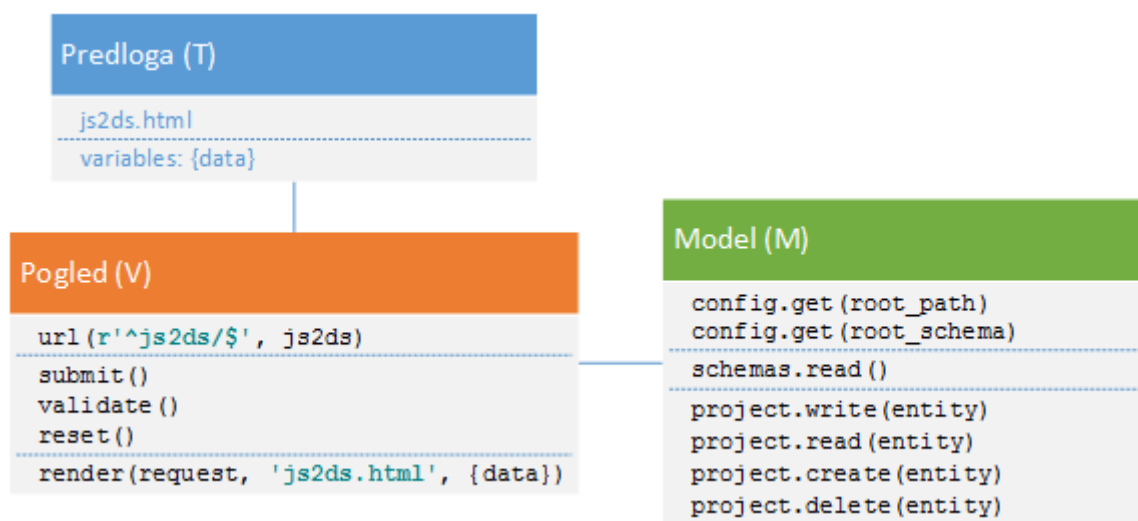 Predloga (T)
js2ds.html
variables: {data}
Pogled (V)
url(r'^js2ds/$', js2ds)
submit()
validate()
reset()
render(request, 'js2ds.html', {data})
Model (M)
config.get(root_path)
config.get(root_schema)
schemas.read()
project.write(entity)
project.read(entity)
project.create(entity)
project.delete(entity)